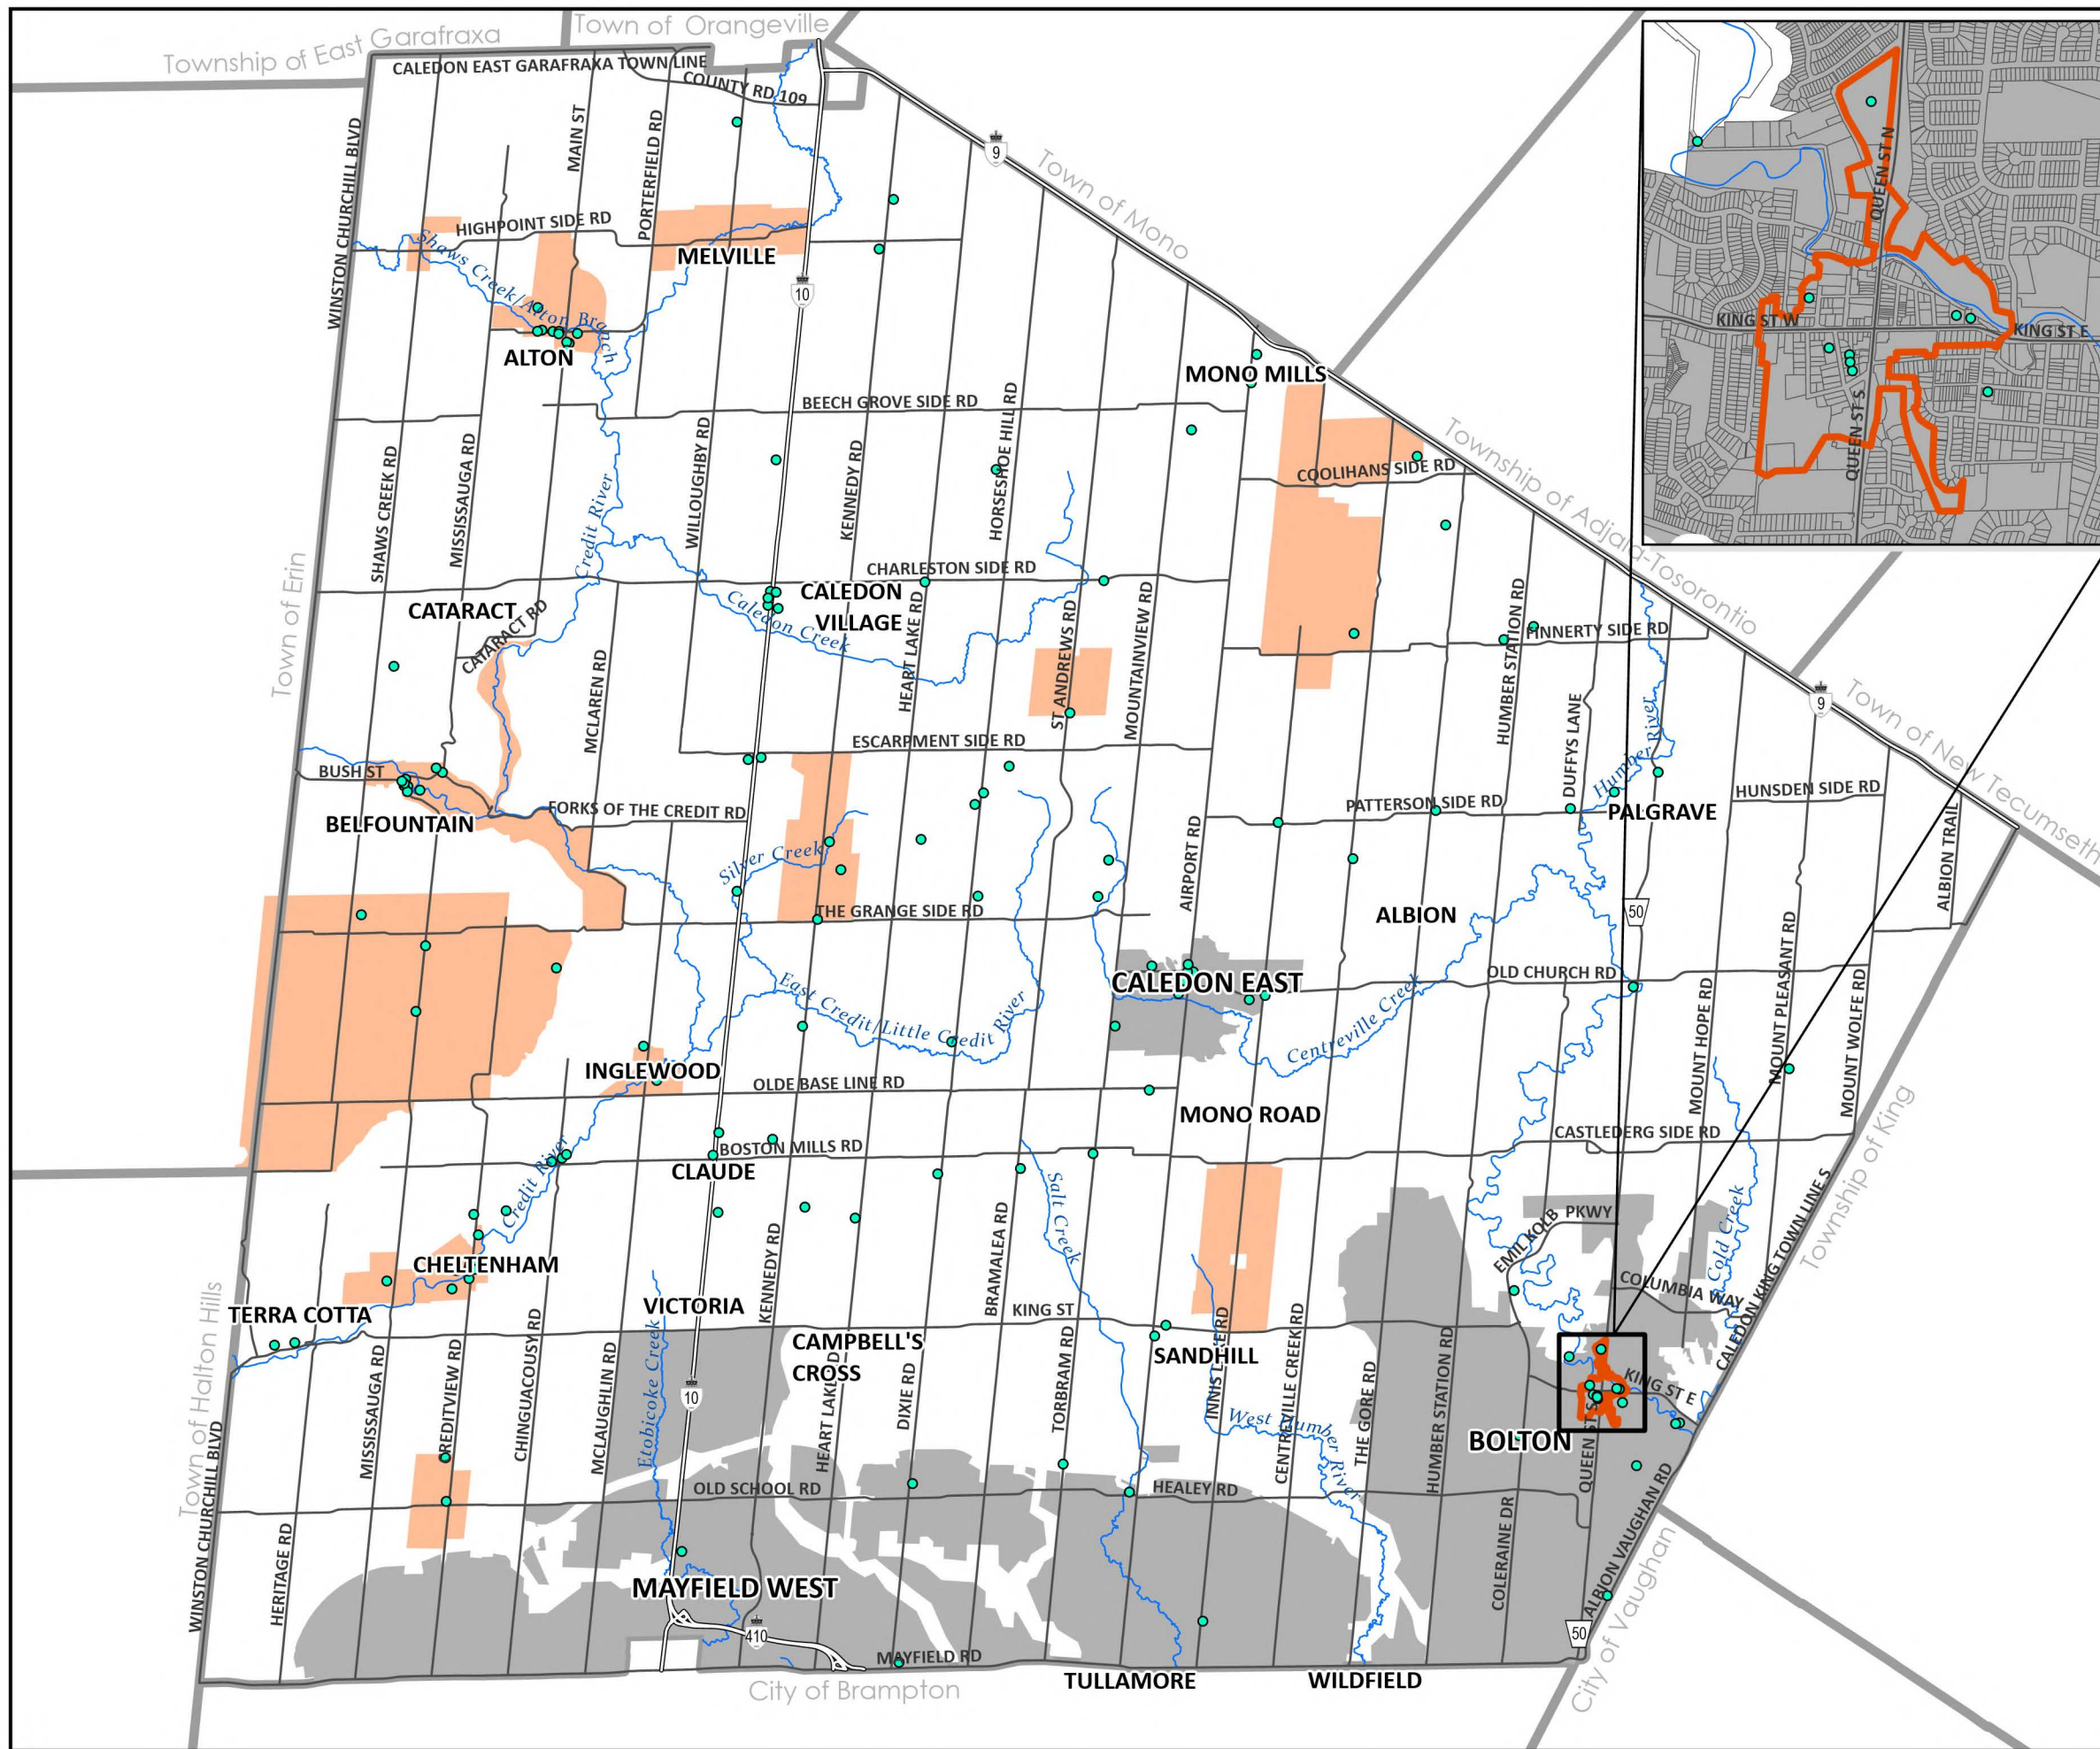 Township of East Garafraxa
Town of Orangeville
CALEDON EAST GARAFRAXA TOWN LINE
COUNTY RD 109
WINSTON CHURCHILL BLVD
MAIN ST
PORTERFIELD RD
9
Town of Mono
QUEEN ST N
HIGHPOINT SIDE RD
Shaws Creek/Alton Branch
MELVILLE
10
KING ST W
KING ST E
QUEEN ST S
ALTON
MONO MILLS
BEECH GROVE SIDE RD
SHAWS CREEK RD
MISSISSAUGA RD
WILLOUGHBY RD
KENNEDY RD
HORSESHOE HILL RD
COOLIHANS SIDE RD
Township of Adjala-Tosorontio
Credit River
CHARLESTON SIDE RD
Town of Erin
CATARACT
CATARACT RD
CALEDON
VILLAGE
Caledon Creek
HEART LAKE RD
ST ANDREWS RD
MOUNTAINVIEW RD
HUMBER STATION RD
FINNERTY SIDE RD
MCLAREN RD
DUFFYS LANE
Humber River
9
Town of New Tecumseth
ESCARPMENT SIDE RD
BUSH ST
FORKS OF THE CREDIT RD
BELFOUNTAIN
PATTERSON SIDE RD
PALGRAVE
HUNSDEN SIDE RD
ALBION TRAIL
Silver Creek
AIRPORT RD
THE GRANGE SIDE RD
ALBION
50
MOUNT PLEASANT RD
CALEDON EAST
OLD CHURCH RD
East Credit/Little Credit River
Centreville Creek
MOUNT HOPE RD
MOUNT WOLFE RD
INGLEWOOD
OLDE BASE LINE RD
MONO ROAD
Township of King
BOSTON MILLS RD
CLAUDE
CASTLEDERG SIDE RD
Credit River
Salt Creek
EMIL KOLB
PKWY
Cold Creek
CALEDON KING TOWN LINE S
CHELTENHAM
KENNEDY RD
BRAMALEA RD
COLUMBIA WAY
TERRA COTTA
VICTORIA
KING ST
Town of Halton Hills
CAMPBELL'S
CROSS
SANDHILL
MISSISSAUGA RD
CREDITVIEW RD
CHINGUACOUSY RD
MCLAUGHLIN RD
Etobicoke Creek
10
HEART LAKE RD
DIXIE RD
TORBRAM RD
INNIS LAKE RD
CENTREVILLE CREEK RD
THE GORE RD
HUMBER STATION RD
KING ST E
West Humber River
BOLTON
QUEEN ST S
OLD SCHOOL RD
HEALEY RD
WINSTON CHURCHILL BLVD
HERITAGE RD
COLERAINE DR
ALBION VAUGHAN RD
MAYFIELD WEST
410
MAYFIELD RD
50
City of Vaughan
TULLAMORE
WILDFIELD
City of Brampton